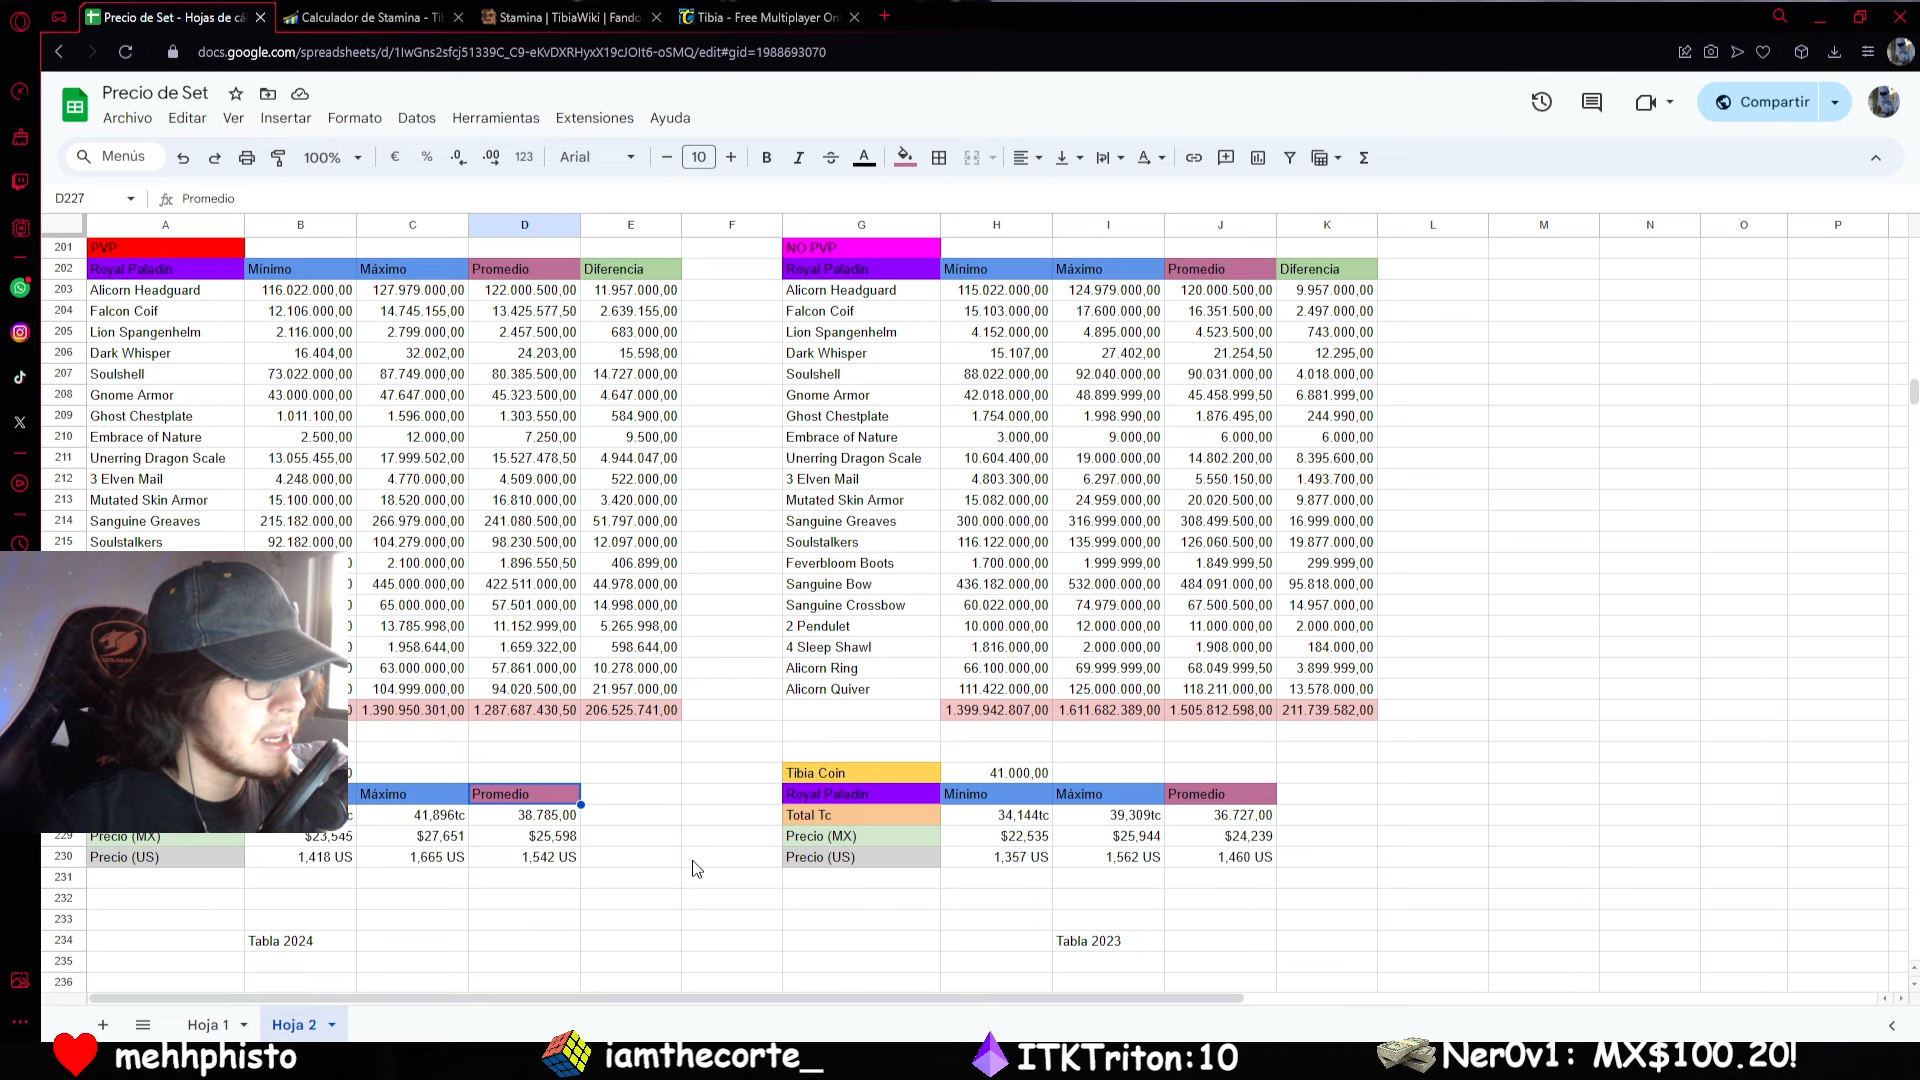 Precio de Set - Hojas de cá
Calculador de Stamina - Ti
Stamina | TibiaWiki | Fando
Tibia - Free Multiplayer On
docs.google.com/spreadsheets/d/1IwGns2sfcj51339C_C9-eKvDXRHyxX19cJOIt6-oSMQ/edit#gid=1988693070
Precio de Set
Compartir
Archivo Editar Ver Insertar Formato Datos Herramientas Extensiones Ayuda
Menús 100% € % .0 .00 123 Arial 10 B I A
D227 fx Promedio
A B C D E F G H I J K L M N O P
201 PVP NO PVP
202 Royal Paladin Mínimo Máximo Promedio Diferencia Royal Paladin Mínimo Máximo Promedio Diferencia
203 Alicorn Headguard 116.022.000,00 127.979.000,00 122.000.500,00 11.957.000,00 Alicorn Headguard 115.022.000,00 124.979.000,00 120.000.500,00 9.957.000,00
204 Falcon Coif 12.106.000,00 14.745.155,00 13.425.577,50 2.639.155,00 Falcon Coif 15.103.000,00 17.600.000,00 16.351.500,00 2.497.000,00
205 Lion Spangenhelm 2.116.000,00 2.799.000,00 2.457.500,00 683.000,00 Lion Spangenhelm 4.152.000,00 4.895.000,00 4.523.500,00 743.000,00
206 Dark Whisper 16.404,00 32.002,00 24.203,00 15.598,00 Dark Whisper 15.107,00 27.402,00 21.254,50 12.295,00
207 Soulshell 73.022.000,00 87.749.000,00 80.385.500,00 14.727.000,00 Soulshell 88.022.000,00 92.040.000,00 90.031.000,00 4.018.000,00
208 Gnome Armor 43.000.000,00 47.647.000,00 45.323.500,00 4.647.000,00 Gnome Armor 42.018.000,00 48.899.999,00 45.458.999,50 6.881.999,00
209 Ghost Chestplate 1.011.100,00 1.596.000,00 1.303.550,00 584.900,00 Ghost Chestplate 1.754.000,00 1.998.990,00 1.876.495,00 244.990,00
210 Embrace of Nature 2.500,00 12.000,00 7.250,00 9.500,00 Embrace of Nature 3.000,00 9.000,00 6.000,00 6.000,00
211 Unerring Dragon Scale 13.055.455,00 17.999.502,00 15.527.478,50 4.944.047,00 Unerring Dragon Scale 10.604.400,00 19.000.000,00 14.802.200,00 8.395.600,00
212 3 Elven Mail 4.248.000,00 4.770.000,00 4.509.000,00 522.000,00 3 Elven Mail 4.803.300,00 6.297.000,00 5.550.150,00 1.493.700,00
213 Mutated Skin Armor 15.100.000,00 18.520.000,00 16.810.000,00 3.420.000,00 Mutated Skin Armor 15.082.000,00 24.959.000,00 20.020.500,00 9.877.000,00
214 Sanguine Greaves 215.182.000,00 266.979.000,00 241.080.500,00 51.797.000,00 Sanguine Greaves 300.000.000,00 316.999.000,00 308.499.500,00 16.999.000,00
215 Soulstalkers 92.182.000,00 104.279.000,00 98.230.500,00 12.097.000,00 Soulstalkers 116.122.000,00 135.999.000,00 126.060.500,00 19.877.000,00
2.100.000,00 1.896.550,50 406.899,00 Feverbloom Boots 1.700.000,00 1.999.999,00 1.849.999,50 299.999,00
445.000.000,00 422.511.000,00 44.978.000,00 Sanguine Bow 436.182.000,00 532.000.000,00 484.091.000,00 95.818.000,00
65.000.000,00 57.501.000,00 14.998.000,00 Sanguine Crossbow 60.022.000,00 74.979.000,00 67.500.500,00 14.957.000,00
13.785.998,00 11.152.999,00 5.265.998,00 2 Pendulet 10.000.000,00 12.000.000,00 11.000.000,00 2.000.000,00
1.958.644,00 1.659.322,00 598.644,00 4 Sleep Shawl 1.816.000,00 2.000.000,00 1.908.000,00 184.000,00
63.000.000,00 57.861.000,00 10.278.000,00 Alicorn Ring 66.100.000,00 69.999.999,00 68.049.999,50 3.899.999,00
104.999.000,00 94.020.500,00 21.957.000,00 Alicorn Quiver 111.422.000,00 125.000.000,00 118.211.000,00 13.578.000,00
1.390.950.301,00 1.287.687.430,50 206.525.741,00 1.399.942.807,00 1.611.682.389,00 1.505.812.598,00 211.739.582,00
Tibia Coin 41.000,00
Máximo Promedio Royal Paladin Mínimo Máximo Promedio
41,896tc 38.785,00 Total Tc 34,144tc 39,309tc 36.727,00
229 Precio (MX) $23,545 $27,651 $25,598 Precio (MX) $22,535 $25,944 $24,239
230 Precio (US) 1,418 US 1,665 US 1,542 US Precio (US) 1,357 US 1,562 US 1,460 US
231
232
233
234 Tabla 2024 Tabla 2023
235
236
Hoja 1 Hoja 2
mehhphisto iamthecorte_ ITKTriton:10 Ner0v1: MX$100.20!